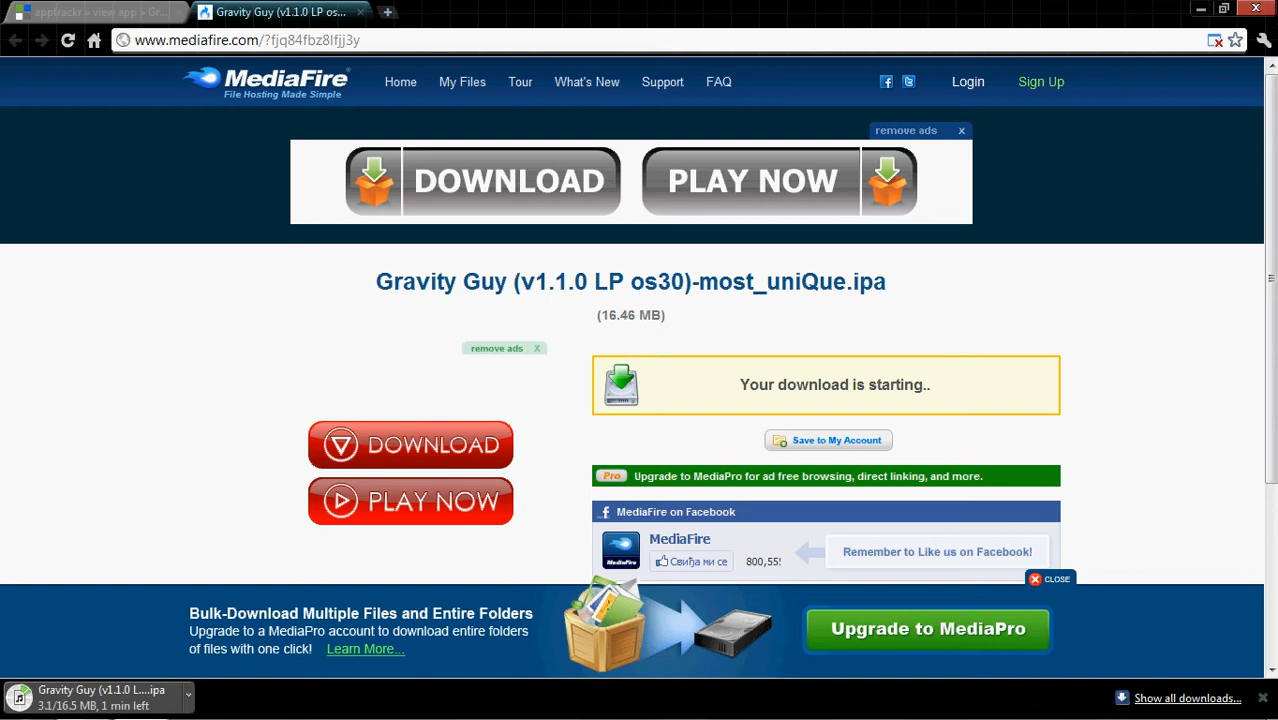 apptrackr » view app » Gr...
Gravity Guy (v1.1.0 LP os...
www.mediafire.com/?fjq84fbz8lfjj3y
MediaFire
File Hosting Made Simple
Home
My Files
Tour
What's New
Support
FAQ
Login
Sign Up
remove ads x
DOWNLOAD
PLAY NOW
Gravity Guy (v1.1.0 LP os30)-most_uniQue.ipa
(16.46 MB)
remove ads x
Your download is starting..
DOWNLOAD
PLAY NOW
Save to My Account
Pro Upgrade to MediaPro for ad free browsing, direct linking, and more.
f MediaFire on Facebook
MediaFire
MediaFire
Свиђа ми се
800,55
Remember to Like us on Facebook!
CLOSE
Bulk-Download Multiple Files and Entire Folders
Upgrade to a MediaPro account to download entire folders
of files with one click! Learn More...
Upgrade to MediaPro
Gravity Guy (v1.1.0 L....ipa
3.1/16.5 MB, 1 min left
Show all downloads...